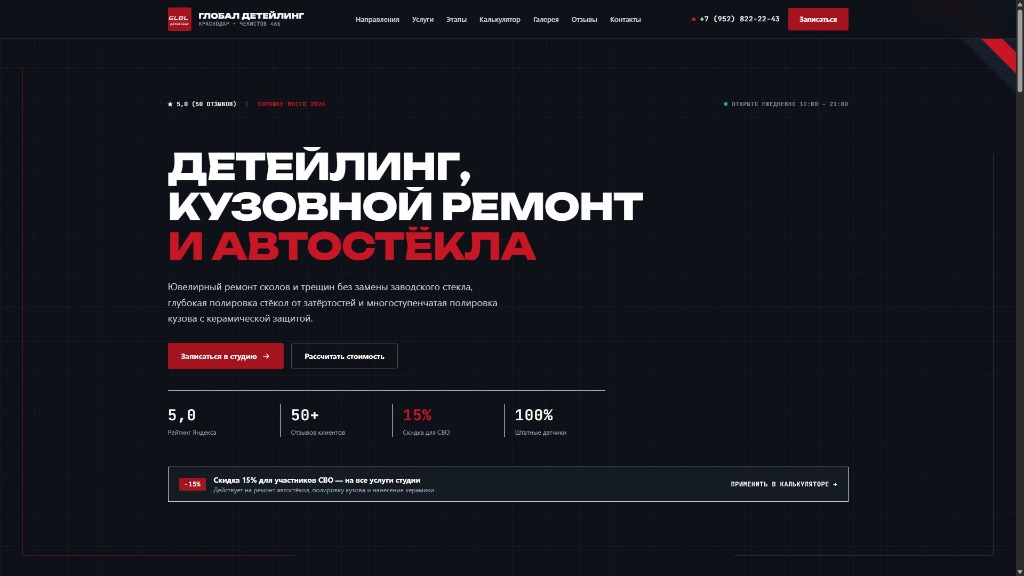 GLBL
ГЛОБАЛ ДЕТЕЙЛИНГ
КРАСНОДАР • ЧЕКИСТОВ 46Б
Направления Услуги Этапы Калькулятор Галерея Отзывы Контакты
+7 (952) 822-22-43
Записаться
★ 5,0 (50 ОТЗЫВОВ) | ХОРОШЕЕ МЕСТО 2026
ОТКРЫТО ЕЖЕДНЕВНО 10:00 - 21:00
ДЕТЕЙЛИНГ,
КУЗОВНОЙ РЕМОНТ
И АВТОСТЁКЛА
Ювелирный ремонт сколов и трещин без замены заводского стекла,
глубокая полировка стёкол от затёртостей и многоступенчатая полировка
кузова с керамической защитой.
Записаться в студию →
Рассчитать стоимость
5,0 50+ 15% 100%
Рейтинг Яндекса Отзывов клиентов Скидка для СВО Штатные датчики
-15%
Скидка 15% для участников СВО — на все услуги студии
Действует на ремонт автостёкол, полировку кузова и нанесение керамики
ПРИМЕНИТЬ В КАЛЬКУЛЯТОРЕ →